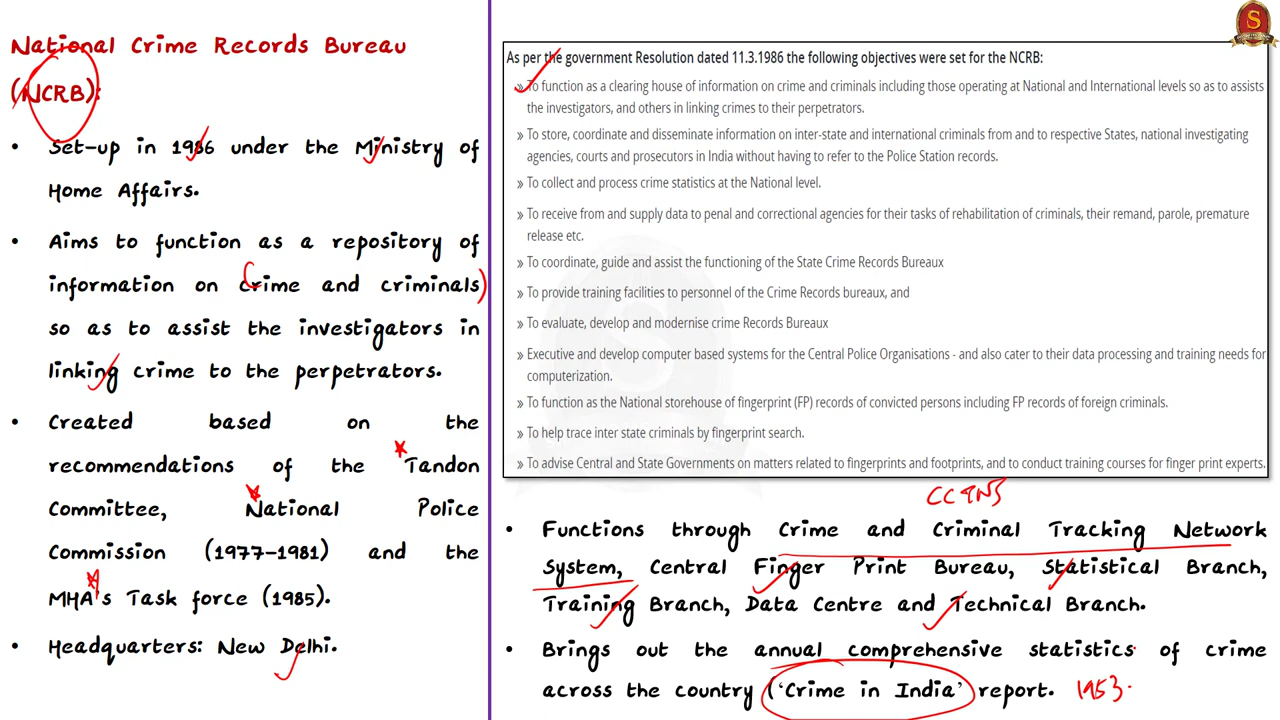 National Crime Records Bureau
(NCRB):
• Set-up in 1986 under the Ministry of
Home Affairs.
• Aims to function as a repository of
information on crime and criminals
so as to assist the investigators in
linking crime to the perpetrators.
• Created based on the
recommendations of the Tandon
Committee, National Police
Commission (1977-1981) and the
MHA's Task force (1985).
• Headquarters: New Delhi.
As per the government Resolution dated 11.3.1986 the following objectives were set for the NCRB:
» To function as a clearing house of information on crime and criminals including those operating at National and International levels so as to assists
the investigators, and others in linking crimes to their perpetrators.
» To store, coordinate and disseminate information on inter-state and international criminals from and to respective States, national investigating
agencies, courts and prosecutors in India without having to refer to the Police Station records.
» To collect and process crime statistics at the National level.
» To receive from and supply data to penal and correctional agencies for their tasks of rehabilitation of criminals, their remand, parole, premature
release etc.
» To coordinate, guide and assist the functioning of the State Crime Records Bureaux
» To provide training facilities to personnel of the Crime Records bureaux, and
» To evaluate, develop and modernise crime Records Bureaux
» Executive and develop computer based systems for the Central Police Organisations - and also cater to their data processing and training needs for
computerization.
» To function as the National storehouse of fingerprint (FP) records of convicted persons including FP records of foreign criminals.
» To help trace inter state criminals by fingerprint search.
» To advise Central and State Governments on matters related to fingerprints and footprints, and to conduct training courses for finger print experts.
CCTNS
• Functions through Crime and Criminal Tracking Network
System, Central Finger Print Bureau, Statistical Branch,
Training Branch, Data Centre and Technical Branch.
• Brings out the annual comprehensive statistics of crime
across the country ('Crime in India' report. 1953.